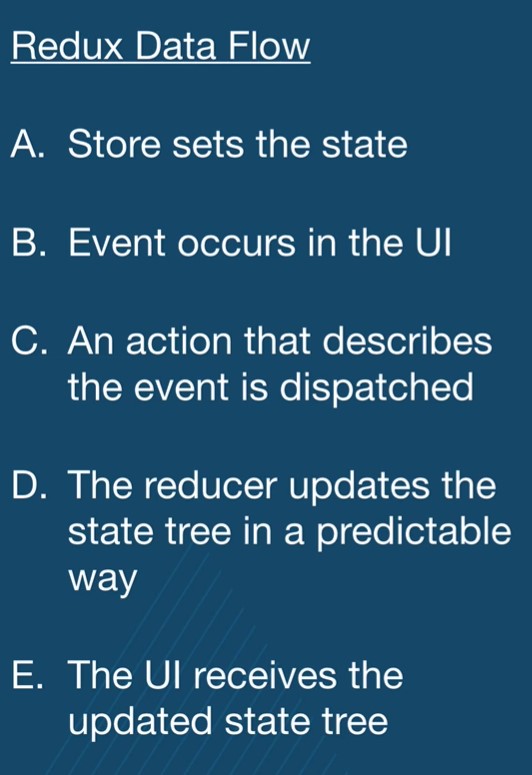 Redux Data Flow
A. Store sets the state
B. Event occurs in the UI
C. An action that describes
the event is dispatched
D. The reducer updates the
state tree in a predictable
way
E. The UI receives the
updated state tree